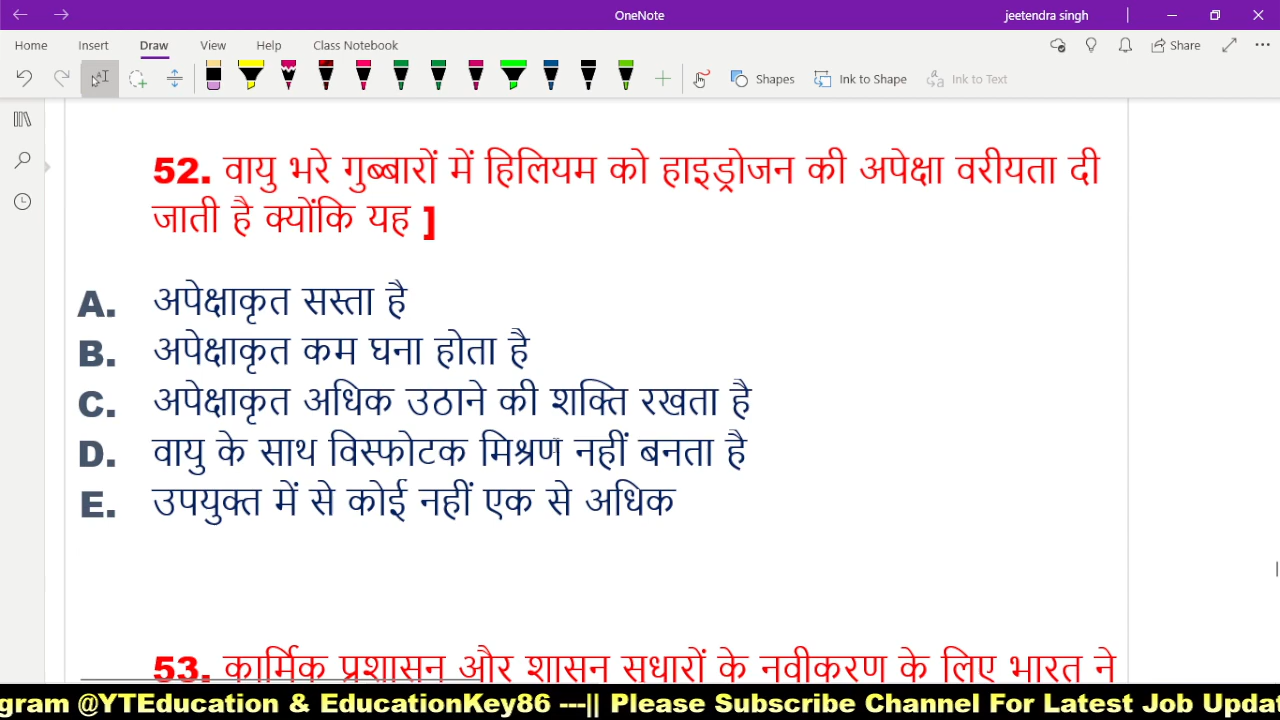 OneNote
jeetendra singh
Home Insert Draw View Help Class Notebook
Share
Shapes Ink to Shape Ink to Text
52. वायु भरे गुब्बारों में हिलियम को हाइड्रोजन की अपेक्षा वरीयता दी
जाती है क्योंकि यह ]
A. अपेक्षाकृत सस्ता है
B. अपेक्षाकृत कम घना होता है
C. अपेक्षाकृत अधिक उठाने की शक्ति रखता है
D. वायु के साथ विस्फोटक मिश्रण नहीं बनता है
E. उपयुक्त में से कोई नहीं एक से अधिक
53. कार्मिक प्रशासन और शासन सधारों के नवीकरण के लिए भारत ने
gram @YTEducation & EducationKey86 ---|| Please Subscribe Channel For Latest Job Updat